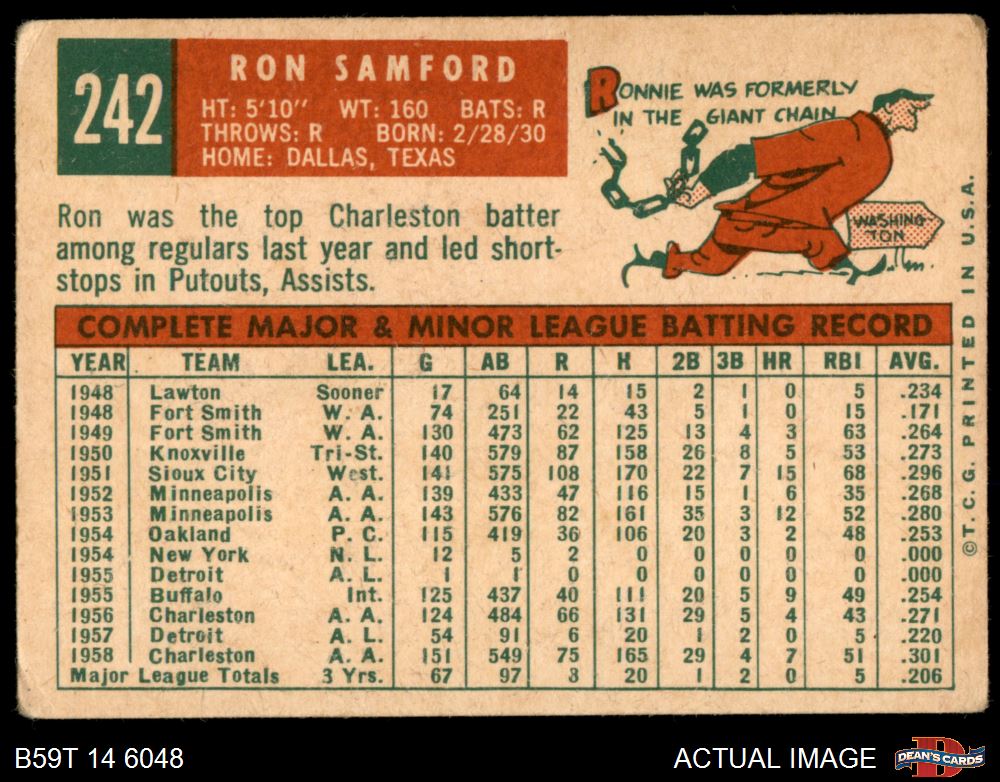 242
RON SAMFORD
HT: 5'10" WT: 160 BATS: R
THROWS: R BORN: 2/28/30
HOME: DALLAS, TEXAS
Ron was the top Charleston batter
among regulars last year and led short-
stops in Putouts, Assists.
RONNIE WAS FORMERLY
IN THE GIANT CHAIN
WASHING-
TON
COMPLETE MAJOR & MINOR LEAGUE BATTING RECORD
YEAR TEAM LEA. G AB R H 2B 3B HR RBI AVG.
1948 Lawton Sooner 17 64 14 15 2 1 0 5 .234
1948 Fort Smith W. A. 74 251 22 43 5 1 0 15 .171
1949 Fort Smith W. A. 130 473 62 125 13 4 3 63 .264
1950 Knoxville Tri-St. 140 579 87 158 26 8 5 53 .273
1951 Sioux City West. 141 575 108 170 22 7 15 68 .296
1952 Minneapolis A. A. 139 433 47 116 15 1 6 35 .268
1953 Minneapolis A. A. 143 576 82 161 35 3 12 52 .280
1954 Oakland P. C. 115 419 36 106 20 3 2 48 .253
1954 New York N. L. 12 5 2 0 0 0 0 0 .000
1955 Detroit A. L. 1 1 0 0 0 0 0 0 .000
1955 Buffalo Int. 125 437 40 111 20 5 9 49 .254
1956 Charleston A. A. 124 484 66 131 29 5 4 43 .271
1957 Detroit A. L. 54 91 6 20 1 2 0 5 .220
1958 Charleston A. A. 151 549 75 165 29 4 7 51 .301
Major League Totals 3 Yrs. 67 97 8 20 1 2 0 5 .206
©T.C.G. PRINTED IN U.S.A.
B59T 14 6048
ACTUAL IMAGE
D
DEAN'S CARDS